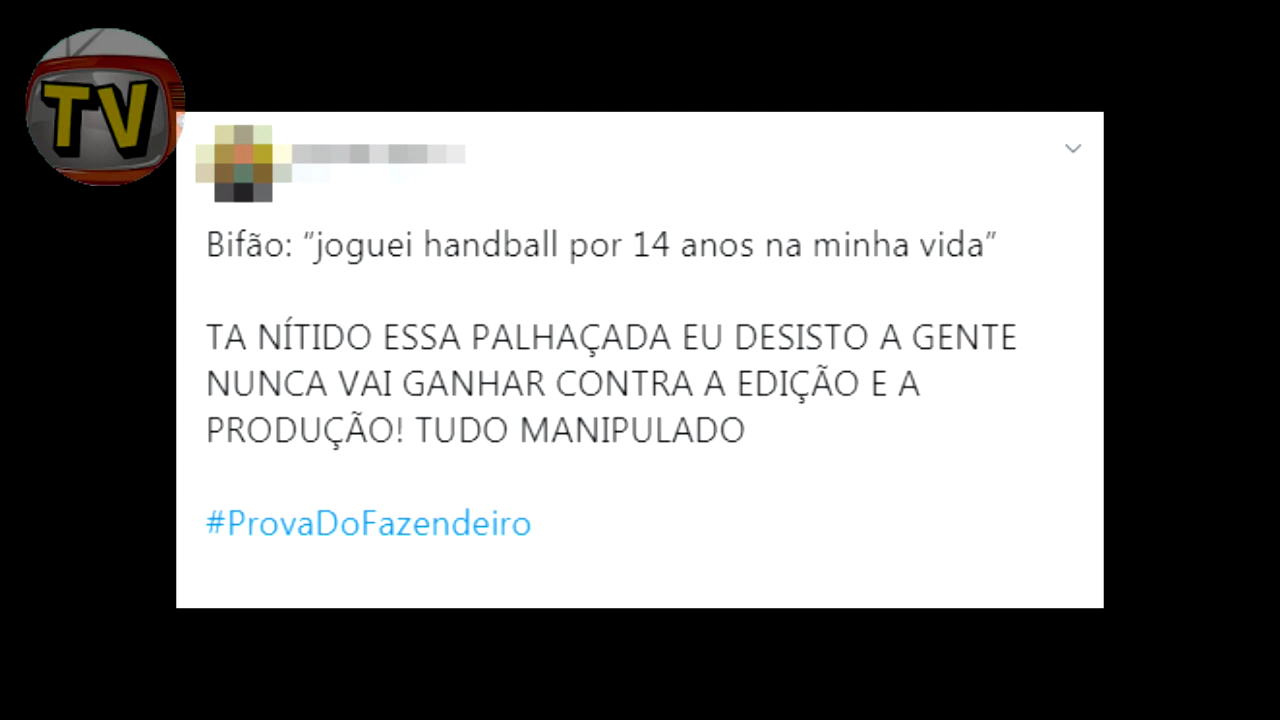 TV
Bifão: "joguei handball por 14 anos na minha vida"
TA NÍTIDO ESSA PALHAÇADA EU DESISTO A GENTE
NUNCA VAI GANHAR CONTRA A EDIÇÃO E A
PRODUÇÃO! TUDO MANIPULADO
#ProvaDoFazendeiro